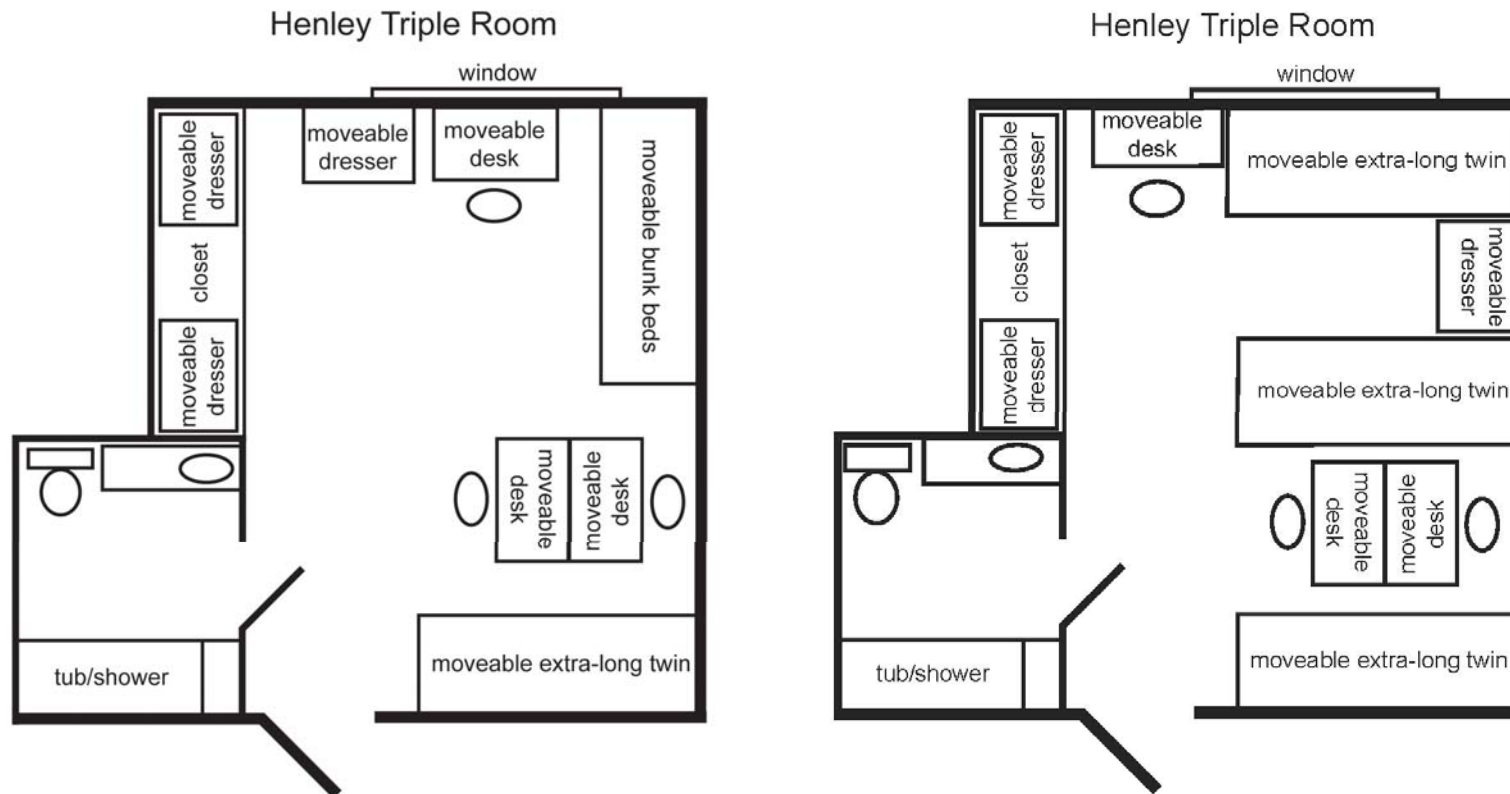 Henley Triple Room
window
moveable
dresser
moveable
dresser
moveable
desk
moveable bunk beds
closet
moveable
dresser
moveable
desk
moveable
desk
tub/shower
moveable extra-long twin
Henley Triple Room
window
moveable
dresser
moveable
desk
moveable extra-long twin
closet
moveable
dresser
moveable
dresser
moveable extra-long twin
moveable
desk
moveable
desk
tub/shower
moveable extra-long twin